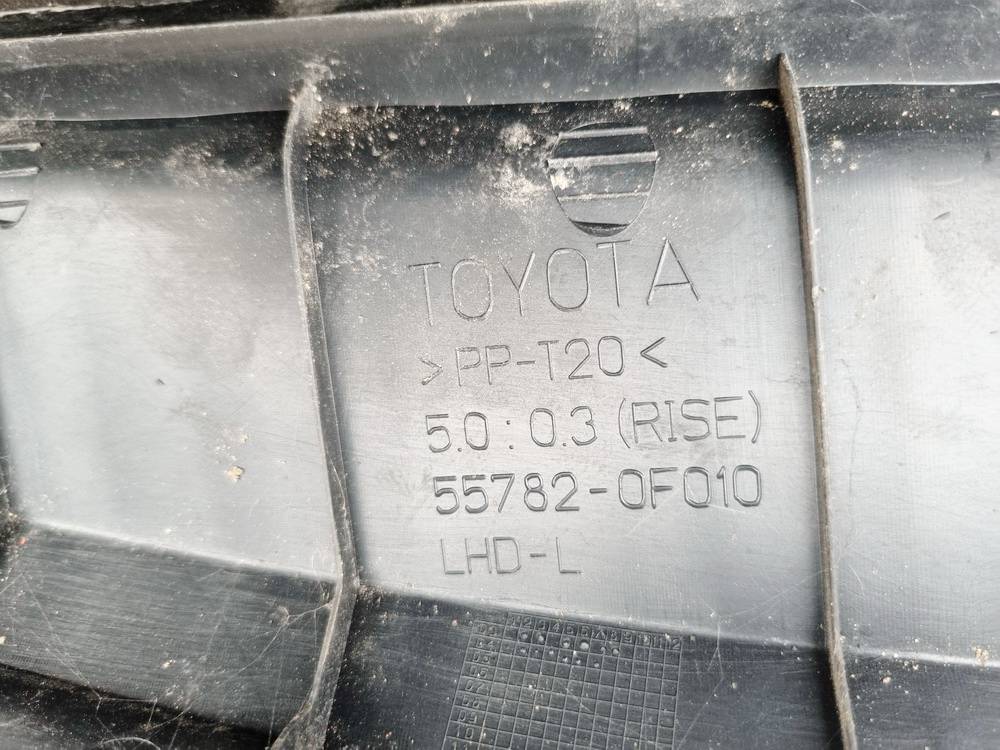 TOYOTA
>PP-T20<
5.0 : 0.3 (RISE)
55782-0F010
LHD-L